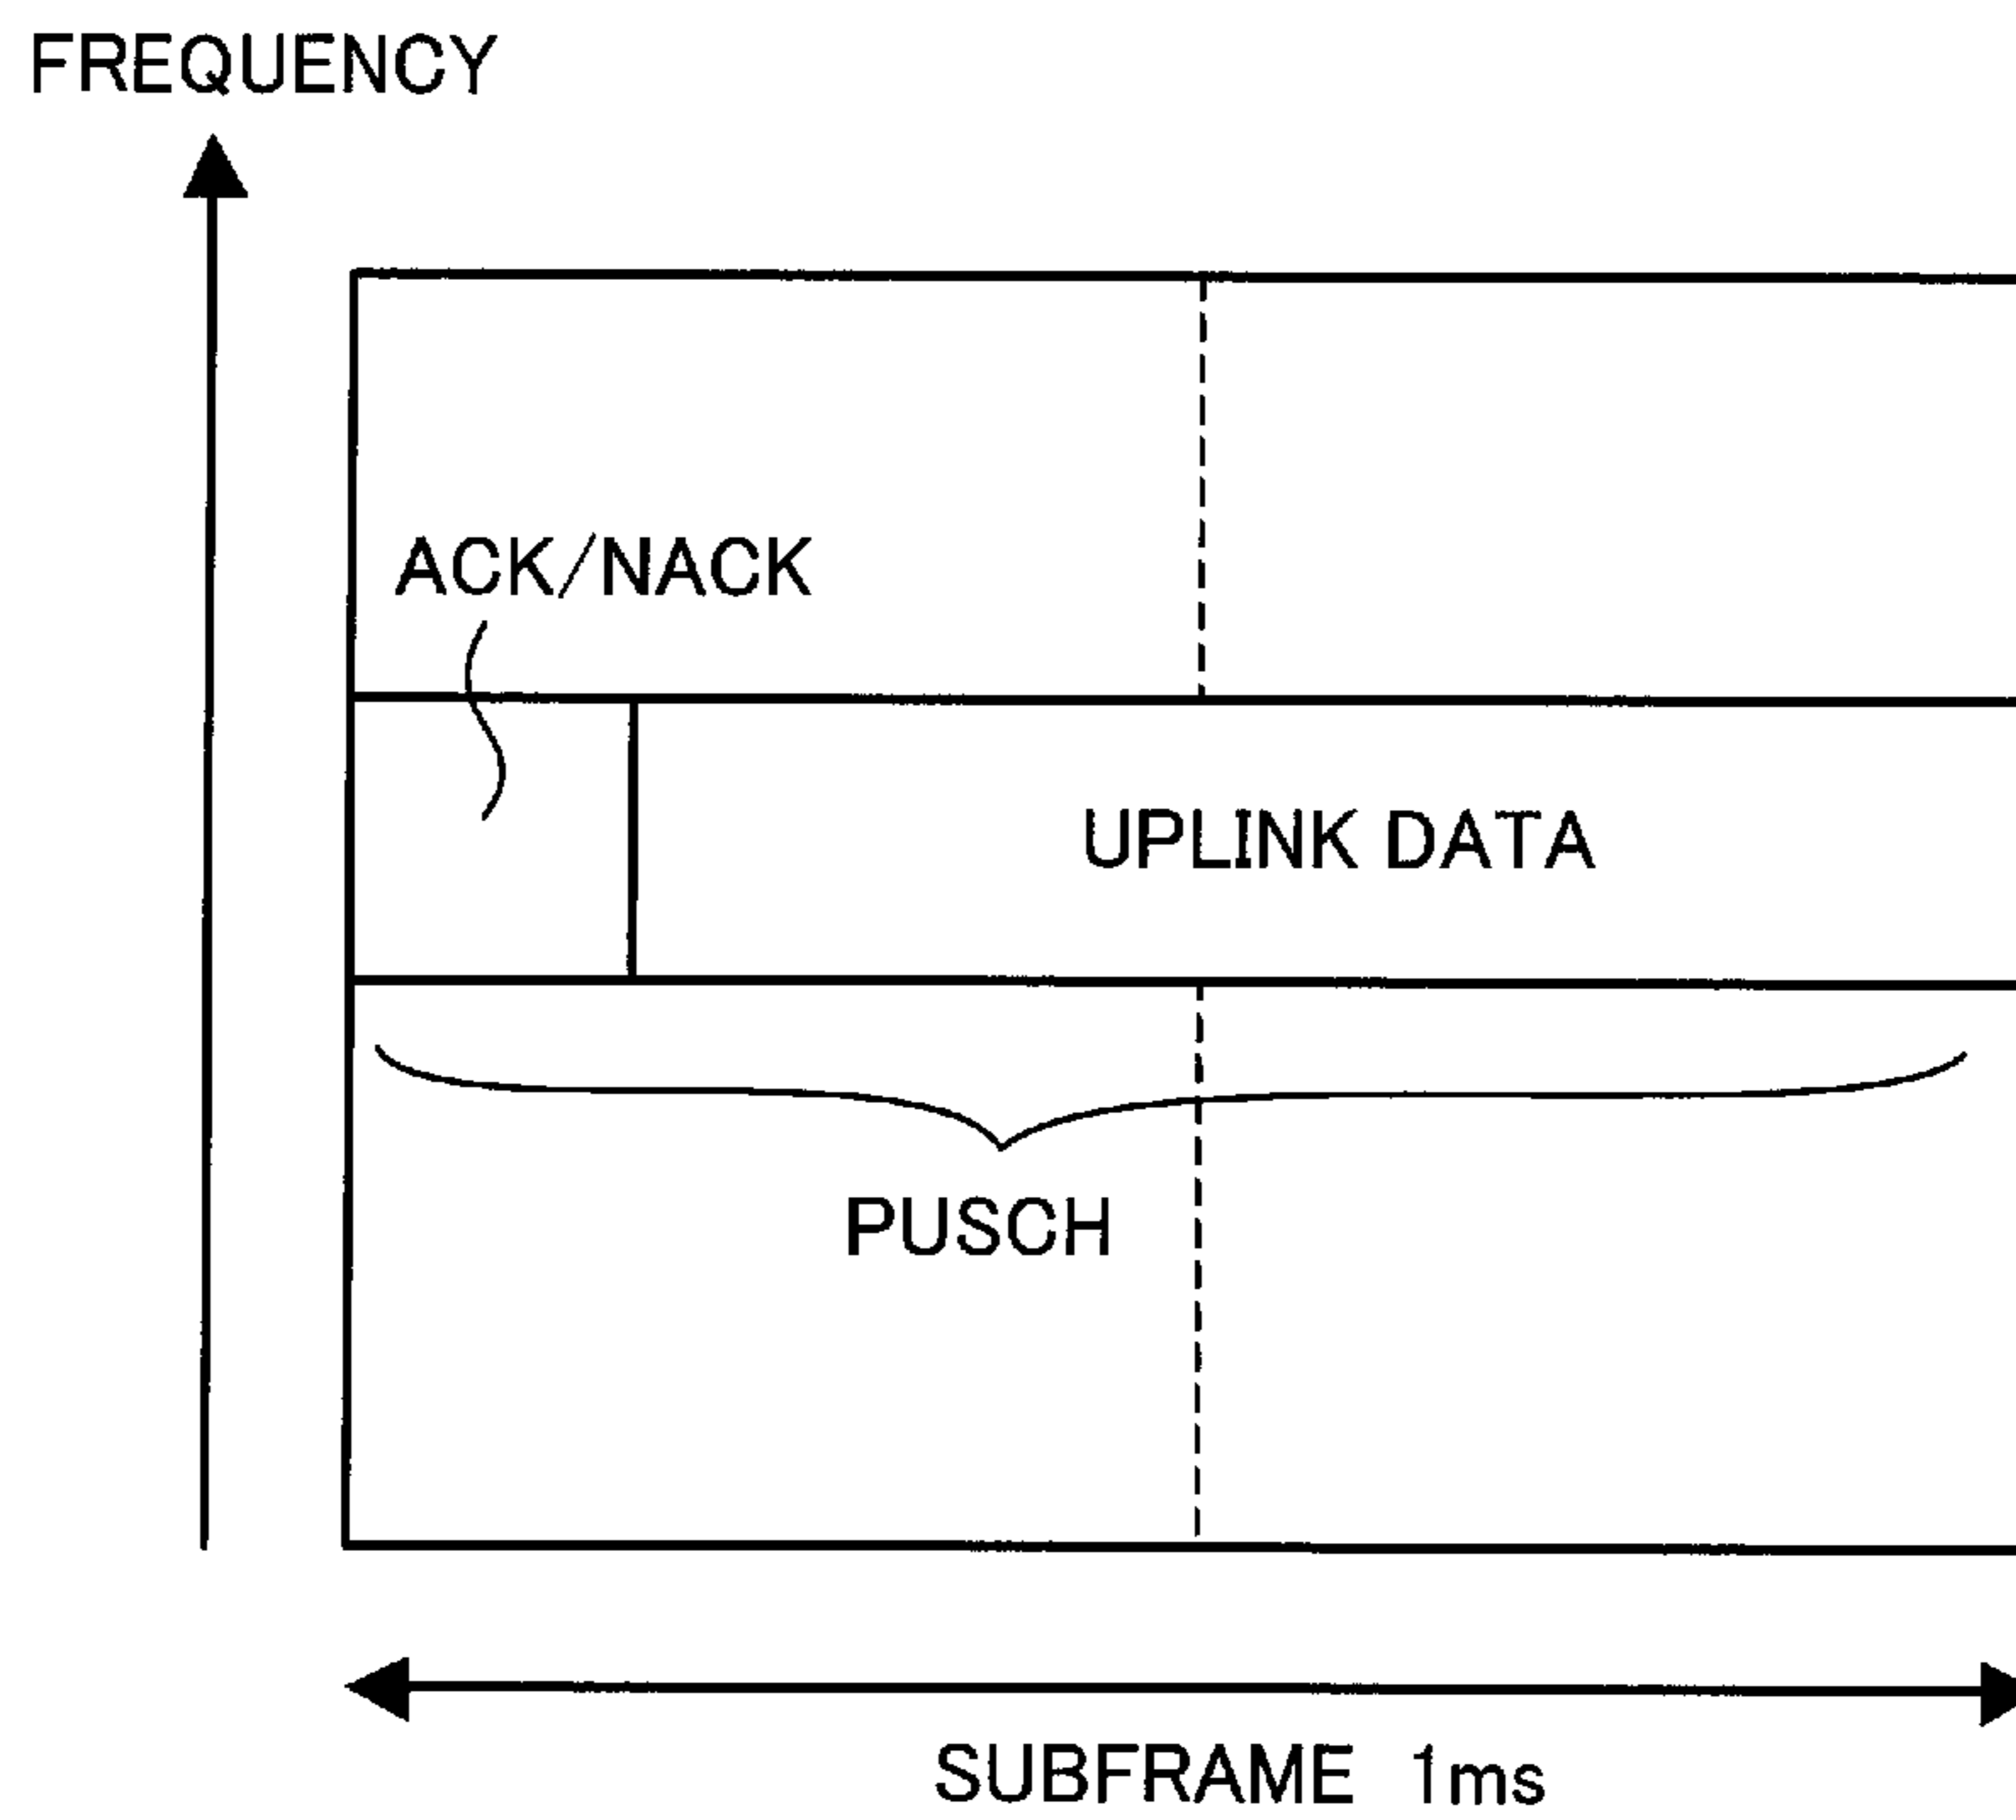 FREQUENCY
ACK/NACK
UPLINK DATA
PUSCH
SUBFRAME 1ms